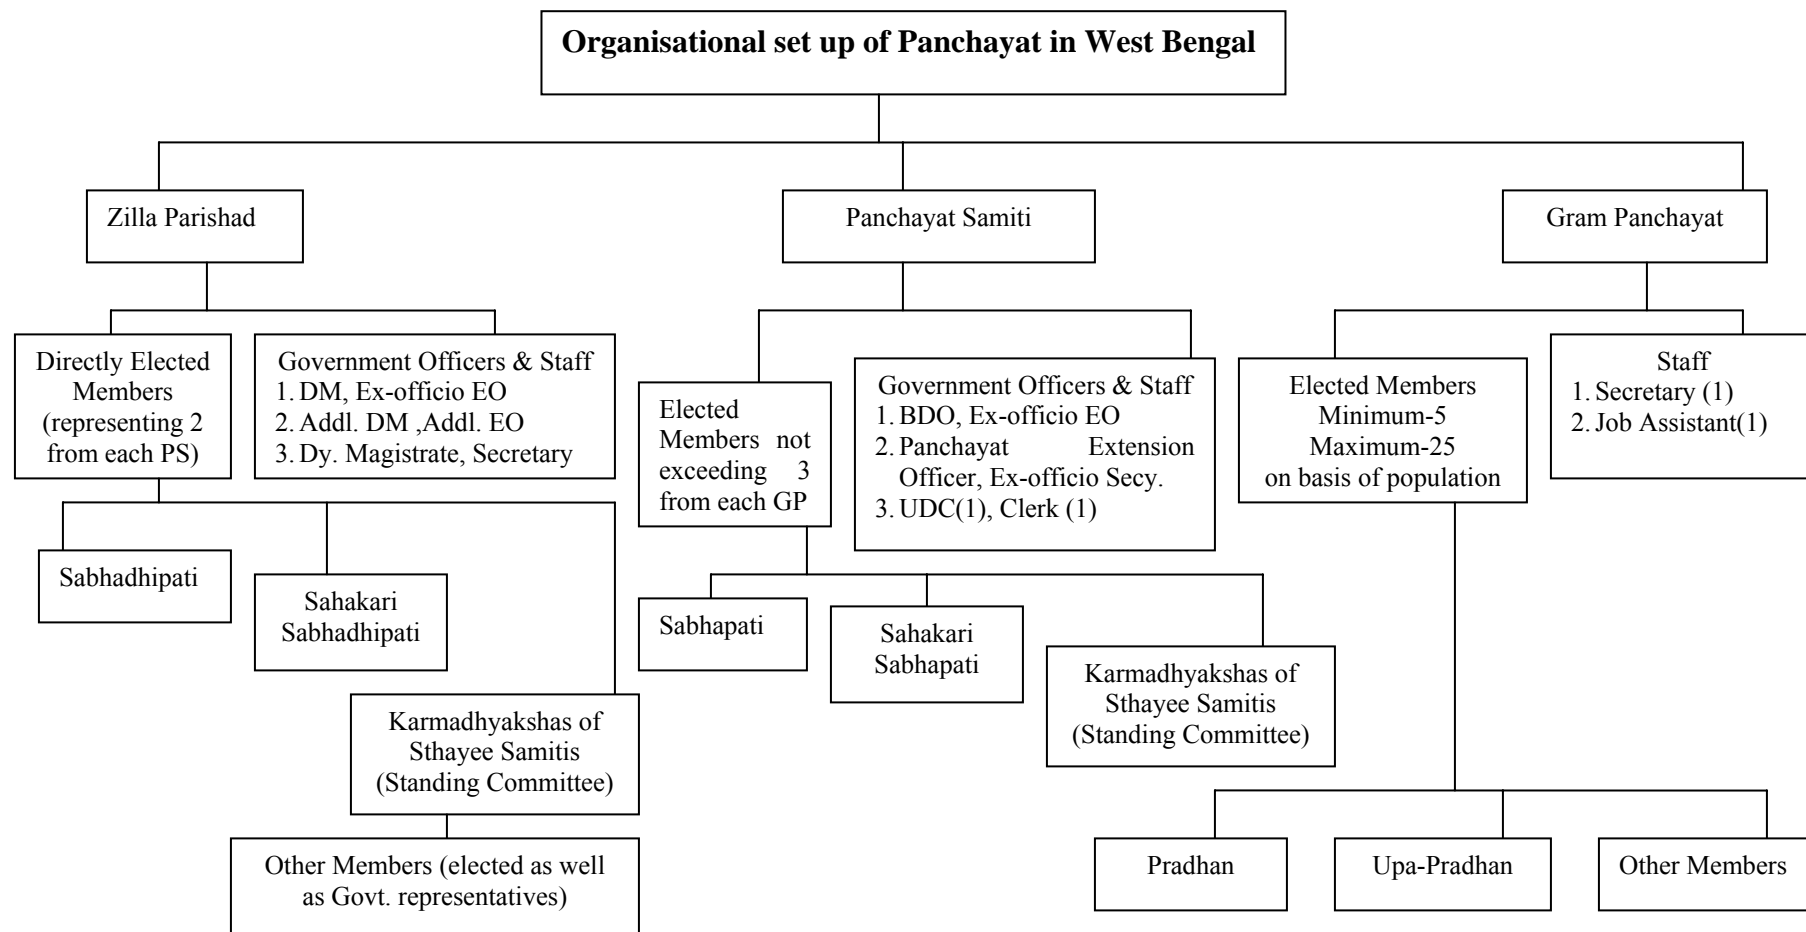 Organisational set up of Panchayat in West Bengal
Zilla Parishad
Panchayat Samiti
Gram Panchayat
Directly Elected
Members
(representing 2
from each PS)
Government Officers & Staff
1. DM, Ex-officio EO
2. Addl. DM ,Addl. EO
3. Dy. Magistrate, Secretary
Elected
Members not
exceeding 3
from each GP
Government Officers & Staff
1. BDO, Ex-officio EO
2. Panchayat Extension
Officer, Ex-officio Secy.
3. UDC(1), Clerk (1)
Elected Members
Minimum-5
Maximum-25
on basis of population
Staff
1. Secretary (1)
2. Job Assistant(1)
Sabhadhipati
Sahakari
Sabhadhipati
Karmadhyakshas of
Sthayee Samitis
(Standing Committee)
Other Members (elected as well
as Govt. representatives)
Sabhapati
Sahakari
Sabhapati
Karmadhyakshas of
Sthayee Samitis
(Standing Committee)
Pradhan
Upa-Pradhan
Other Members